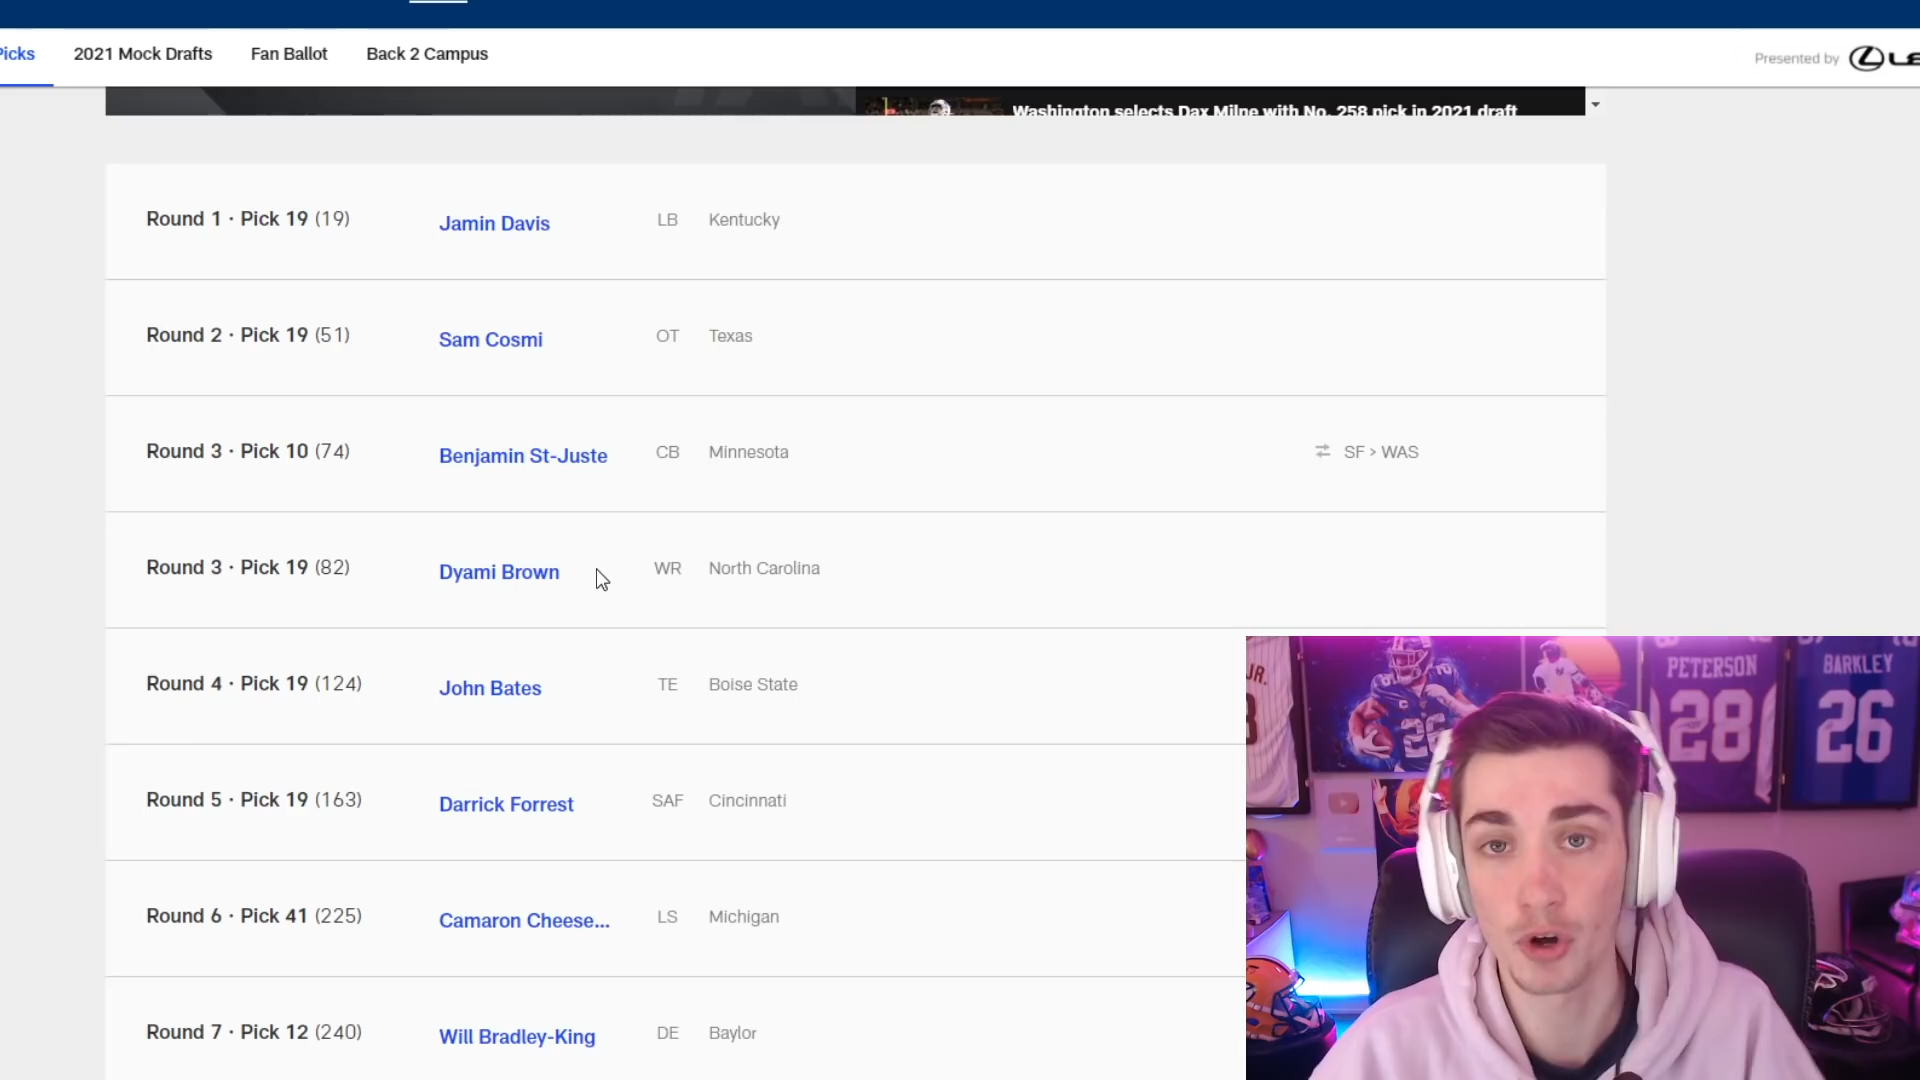 Picks 2021 Mock Drafts Fan Ballot Back 2 Campus
Presented by
Washington selects Dax Milne with No. 258 pick in 2021 draft
Round 1 · Pick 19 (19) Jamin Davis LB Kentucky
Round 2 · Pick 19 (51) Sam Cosmi OT Texas
Round 3 · Pick 10 (74) Benjamin St-Juste CB Minnesota SF > WAS
Round 3 · Pick 19 (82) Dyami Brown WR North Carolina
Round 4 · Pick 19 (124) John Bates TE Boise State
Round 5 · Pick 19 (163) Darrick Forrest SAF Cincinnati
Round 6 · Pick 41 (225) Camaron Cheese... LS Michigan
Round 7 · Pick 12 (240) Will Bradley-King DE Baylor
JR.
26
PETERSON
28
BARKLEY
26